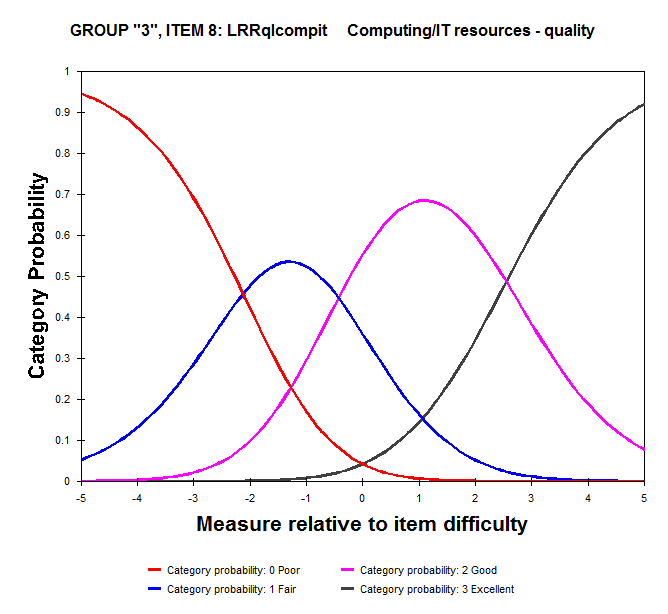 GROUP "3", ITEM 8: LRRqlcompit Computing/IT resources - quality
1
0.9
0.8
0.7
0.6
0.5
0.4
0.3
0.2
0.1
0
Category Probability
-5 -4 -3 -2 -1 0 1 2 3 4 5
Measure relative to item difficulty
Category probability: 0 Poor Category probability: 2 Good
Category probability: 1 Fair Category probability: 3 Excellent